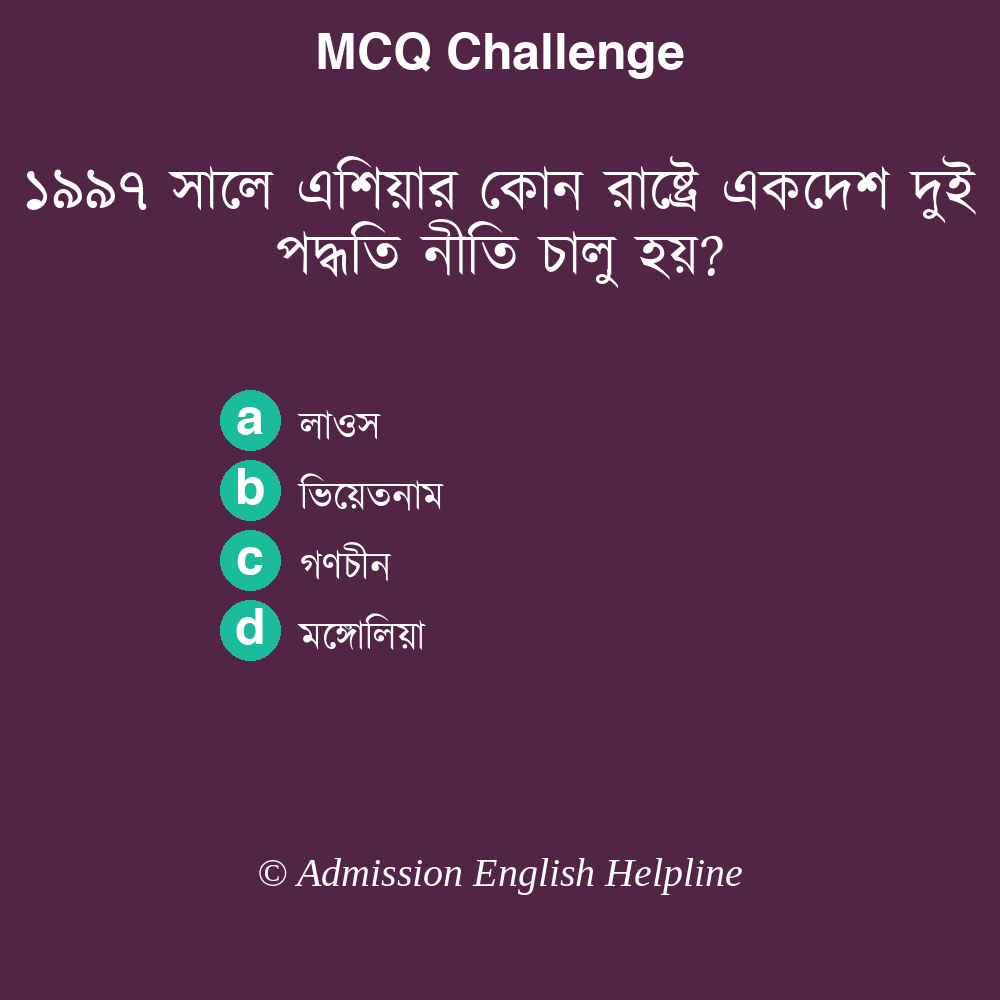 MCQ Challenge
১৯৯৭ সালে এশিয়ার কোন রাষ্ট্রে একদেশ দুই
পদ্ধতি নীতি চালু হয়?
a লাওস
b ভিয়েতনাম
c গণচীন
d মঙ্গোলিয়া
© Admission English Helpline